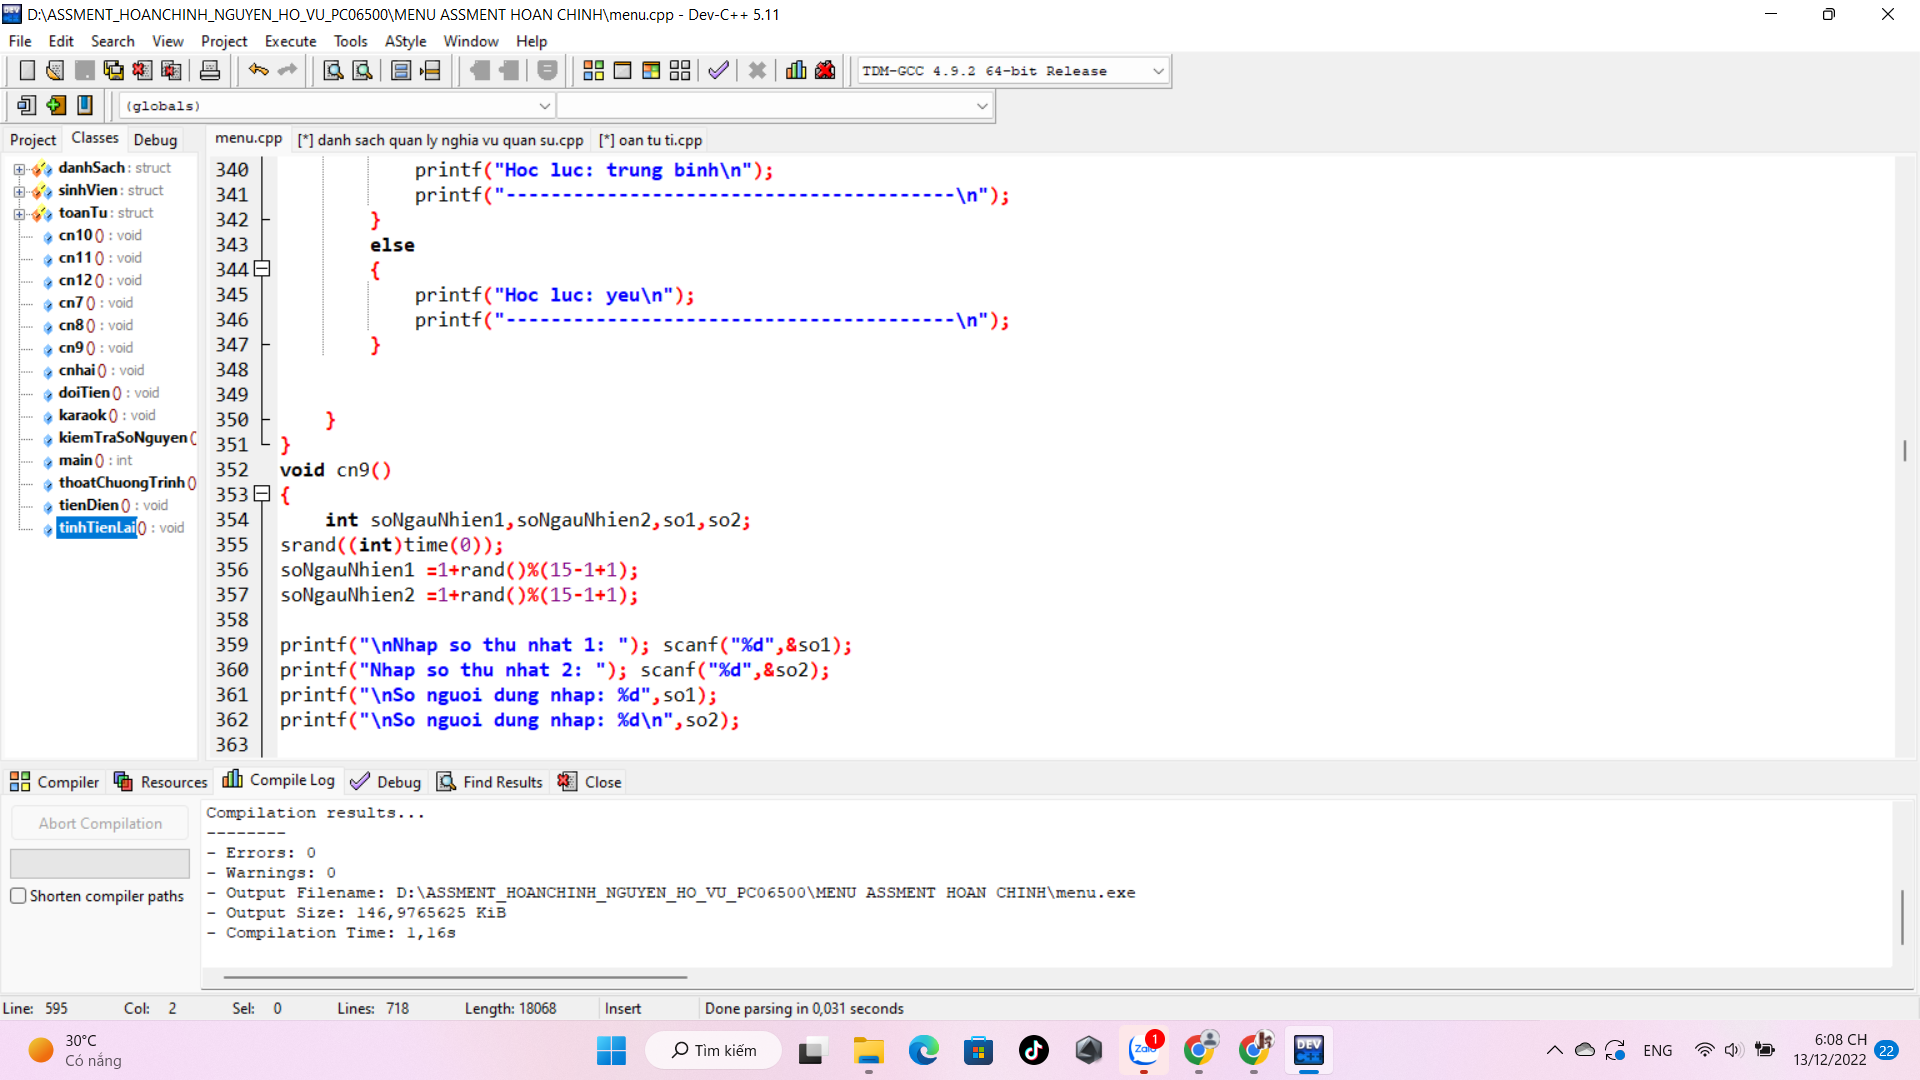 D:\ASSMENT_HOANCHINH_NGUYEN_HO_VU_PC06500\MENU ASSMENT HOAN CHINH\menu.cpp - Dev-C++ 5.11
File Edit Search View Project Execute Tools AStyle Window Help
TDM-GCC 4.9.2 64-bit Release
(globals)
Project Classes Debug
menu.cpp [*] danh sach quan ly nghia vu quan su.cpp [*] oan tu ti.cpp
danhSach : struct
sinhVien : struct
toanTu : struct
cn10 () : void
cn11 () : void
cn12 () : void
cn7 () : void
cn8 () : void
cn9 () : void
cnhai () : void
doiTien () : void
karaok () : void
kiemTraSoNguyen (
main () : int
thoatChuongTrinh ()
tienDien () : void
tinhTienLai () : void
340 printf("Hoc luc: trung binh\n");
341 printf("----------------------------------------\n");
342 }
343 else
344 {
345 printf("Hoc luc: yeu\n");
346 printf("----------------------------------------\n");
347 }
348
349
350 }
351 }
352 void cn9()
353 {
354 int soNgauNhien1,soNgauNhien2,so1,so2;
355 srand((int)time(0));
356 soNgauNhien1 =1+rand()%(15-1+1);
357 soNgauNhien2 =1+rand()%(15-1+1);
358
359 printf("\nNhap so thu nhat 1: "); scanf("%d",&so1);
360 printf("Nhap so thu nhat 2: "); scanf("%d",&so2);
361 printf("\nSo nguoi dung nhap: %d",so1);
362 printf("\nSo nguoi dung nhap: %d\n",so2);
363
Compiler Resources Compile Log Debug Find Results Close
Abort Compilation
Shorten compiler paths
Compilation results...
--------
- Errors: 0
- Warnings: 0
- Output Filename: D:\ASSMENT_HOANCHINH_NGUYEN_HO_VU_PC06500\MENU ASSMENT HOAN CHINH\menu.exe
- Output Size: 146,9765625 KiB
- Compilation Time: 1,16s
Line: 595 Col: 2 Sel: 0 Lines: 718 Length: 18068 Insert Done parsing in 0,031 seconds
30°C
Có nắng
Tìm kiếm
Zalo
1
DEV
C++
ENG
6:08 CH
13/12/2022
22